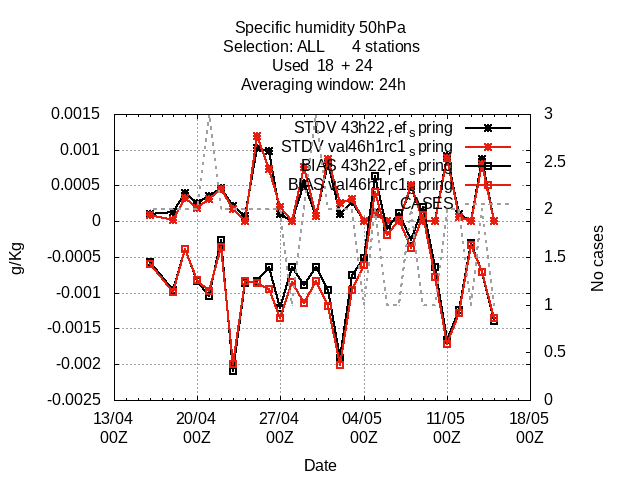 Specific humidity 50hPa
Selection: ALL 4 stations
Used 18 + 24
Averaging window: 24h
STDV 43h22_ref_spring
STDV val46h1rc1_spring
BIAS 43h22_ref_spring
BIAS val46h1rc1_spring
CASES
0.0015
0.001
0.0005
0
-0.0005
-0.001
-0.0015
-0.002
-0.0025
g/Kg
3
2.5
2
1.5
1
0.5
0
No cases
13/04 20/04 27/04 04/05 11/05 18/05
00Z 00Z 00Z 00Z 00Z 00Z
Date